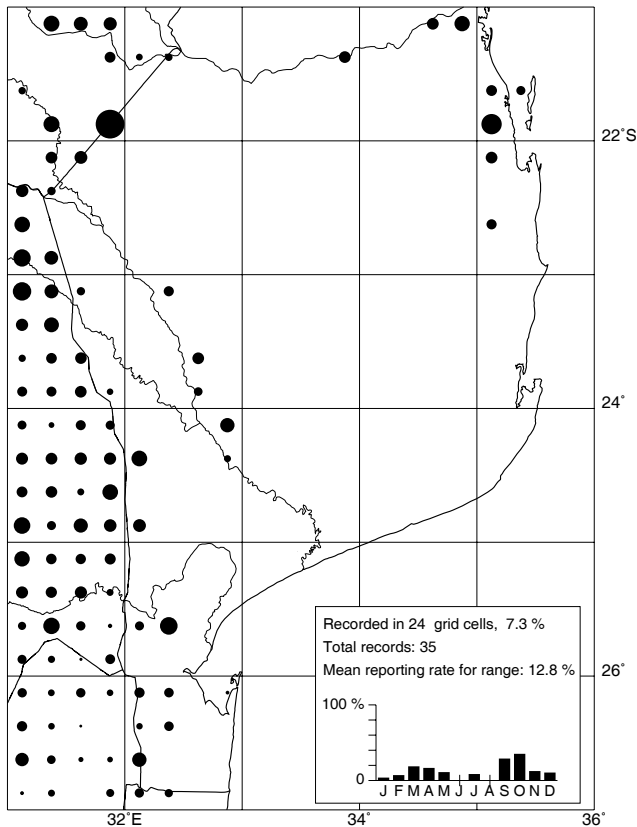 22˚S
24˚
Recorded in 24 grid cells, 7.3 %
Total records: 35
Mean reporting rate for range: 12.8 %
26˚
100 %
0
J F M A M J J A S O N D
32˚E
34˚
36˚